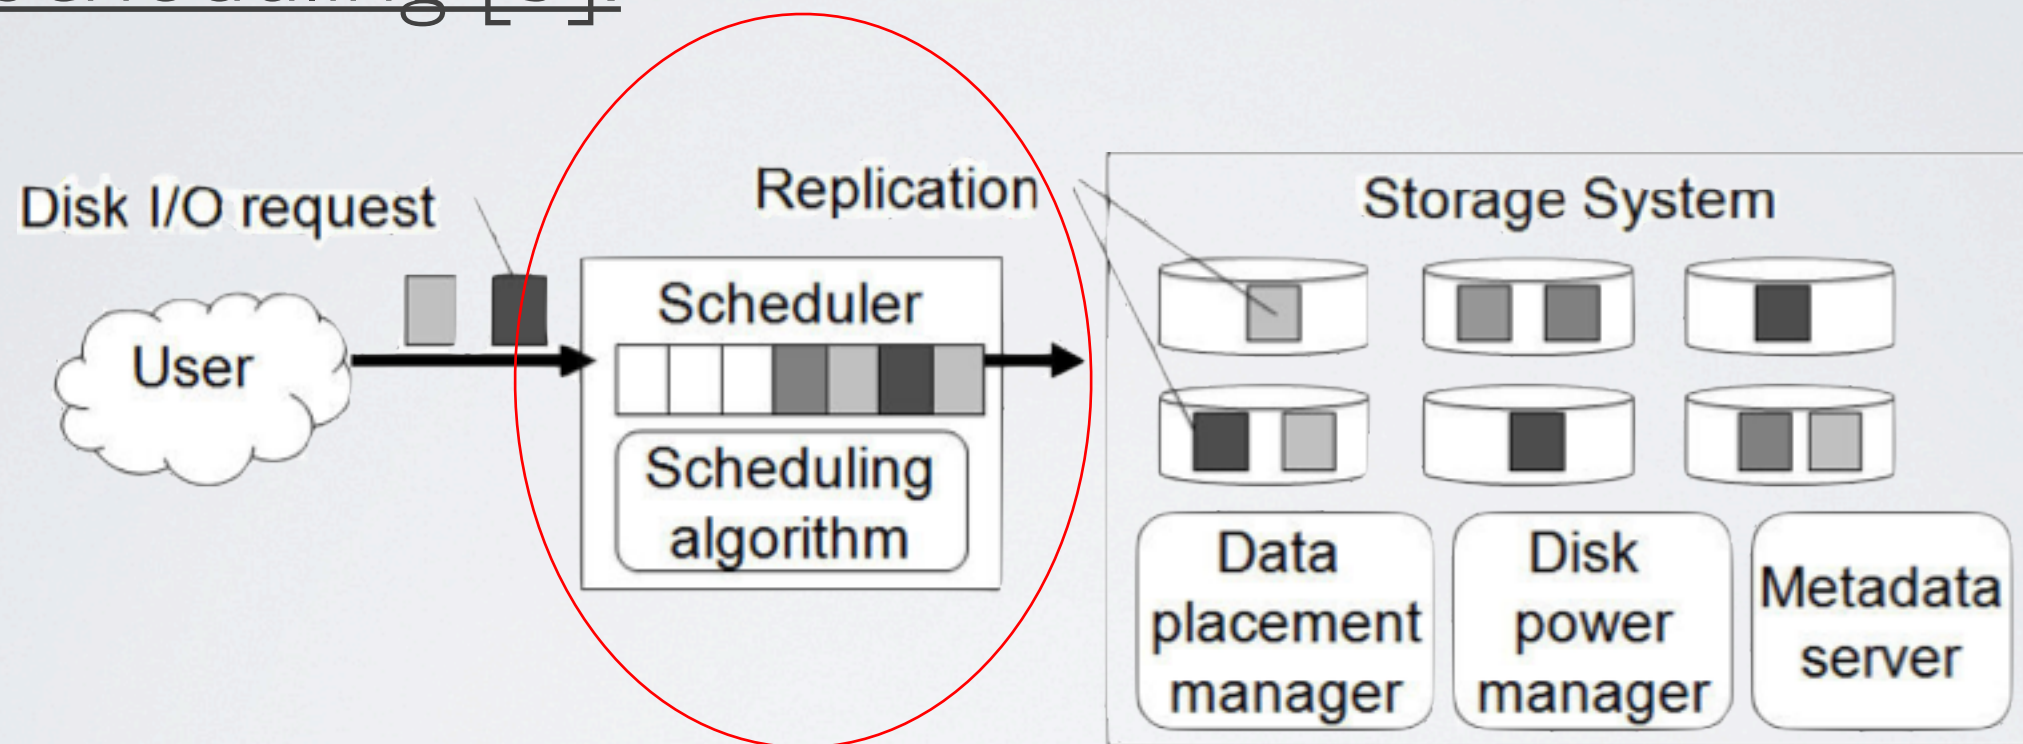 Disk I/O request
Replication
Storage System
User
Scheduler
Scheduling
algorithm
Data
placement
manager
Disk
power
manager
Metadata
server